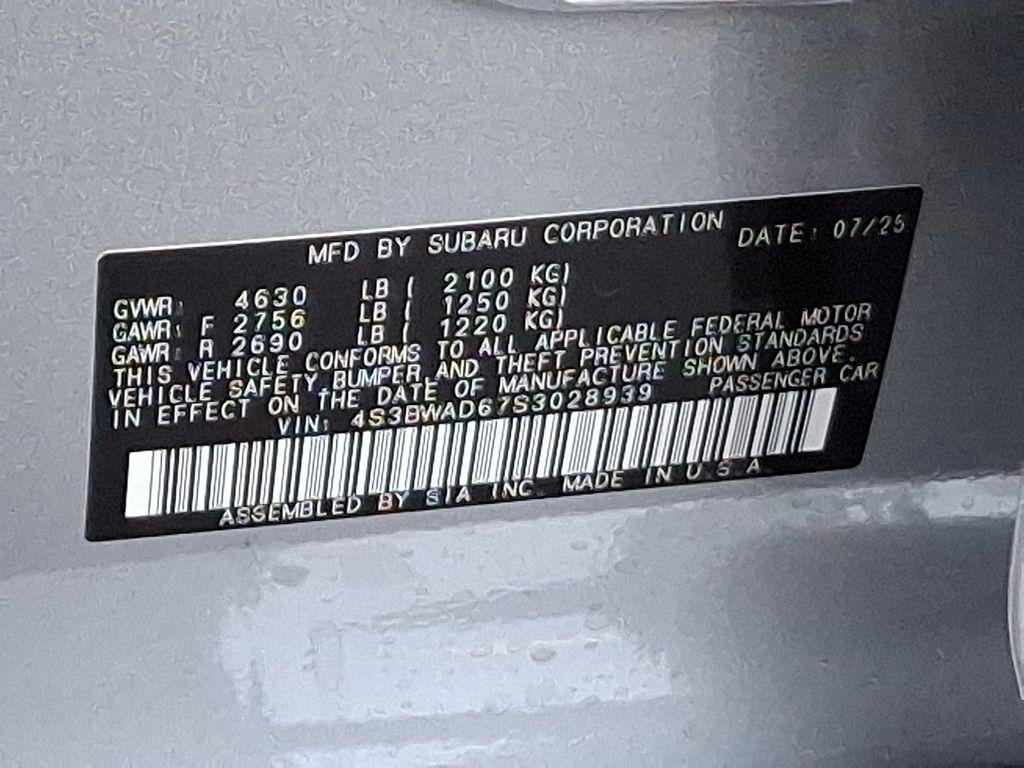 MFD BY SUBARU CORPORATION DATE: 07/25
GVWR: 4630 LB ( 2100 KG)
GAWR: F 2756 LB ( 1250 KG)
GAWR: R 2690 LB ( 1220 KG)
THIS VEHICLE CONFORMS TO ALL APPLICABLE FEDERAL MOTOR
VEHICLE SAFETY, BUMPER, AND THEFT PREVENTION STANDARDS
IN EFFECT ON THE DATE OF MANUFACTURE SHOWN ABOVE.
VIN: 4S3BWAD67S3028939 PASSENGER CAR
ASSEMBLED BY SIA INC. MADE IN U.S.A